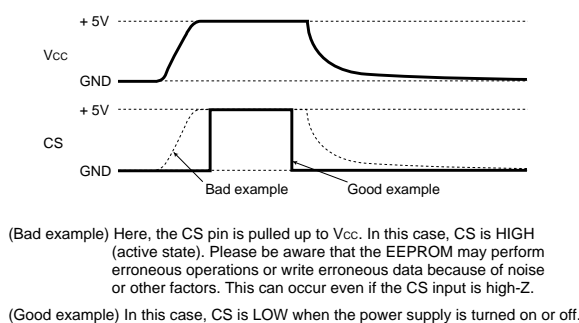 + 5V
Vcc
GND
+ 5V
CS
GND
Bad example
Good example
(Bad example) Here, the CS pin is pulled up to Vcc. In this case, CS is HIGH
(active state). Please be aware that the EEPROM may perform
erroneous operations or write erroneous data because of noise
or other factors. This can occur even if the CS input is high-Z.
(Good example) In this case, CS is LOW when the power supply is turned on or off.